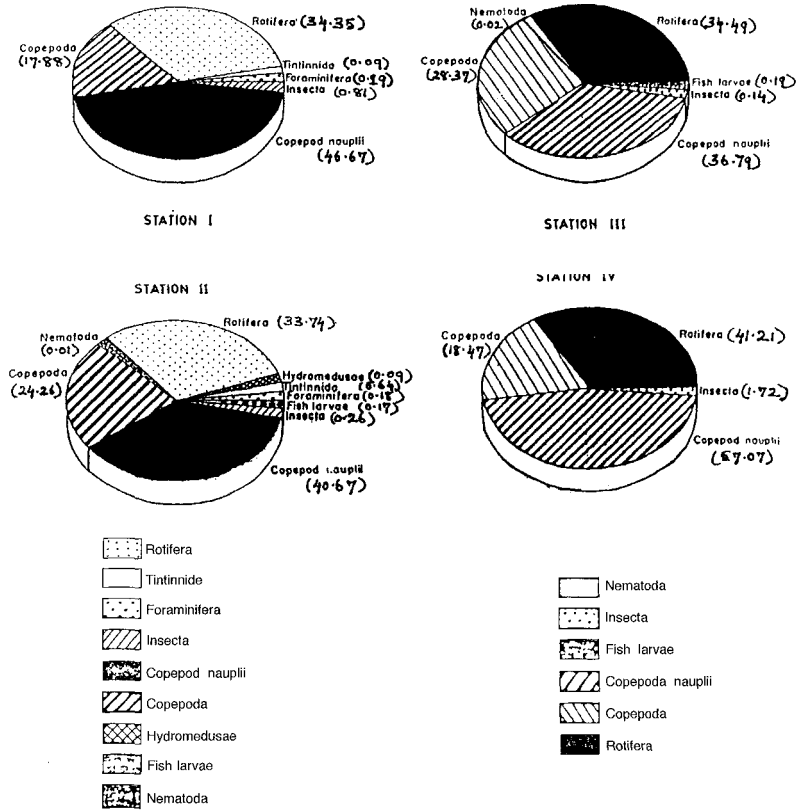 Rotifera (34.35)
Copepoda
(17.88)
Tintinnida (0.09)
Foraminifera (0.19)
Insecta (0.81)
Copepod nauplii
(46.67)
STATION I
Nematoda
(0.02)
Rotifera
(34.49)
Copepoda
(28.37)
Fish larvae (0.19)
Insecta
(0.14)
Copepod nauplii
(36.79)
STATION III
STATION II
Rotifera (33.74)
Nematoda
(0.01)
Copepoda
(24.26)
Hydromedusae (0.09)
Tintinnida (0.64)
Foraminifera (0.18)
Fish larvae (0.17)
Insecta (0.26)
Copepod nauplii
(40.67)
STATION IV
Copepoda
(18.47)
Rotifera (41.21)
Insecta (1.72)
Copepod nauplii
Rotifera
Tintinnide
Foraminifera
Insecta
Copepod nauplii
Copepoda
Hydromedusae
Fish larvae
Nematoda
Nematoda
Insecta
Fish larvae
Copepoda nauplii
Copepoda
Rotifera